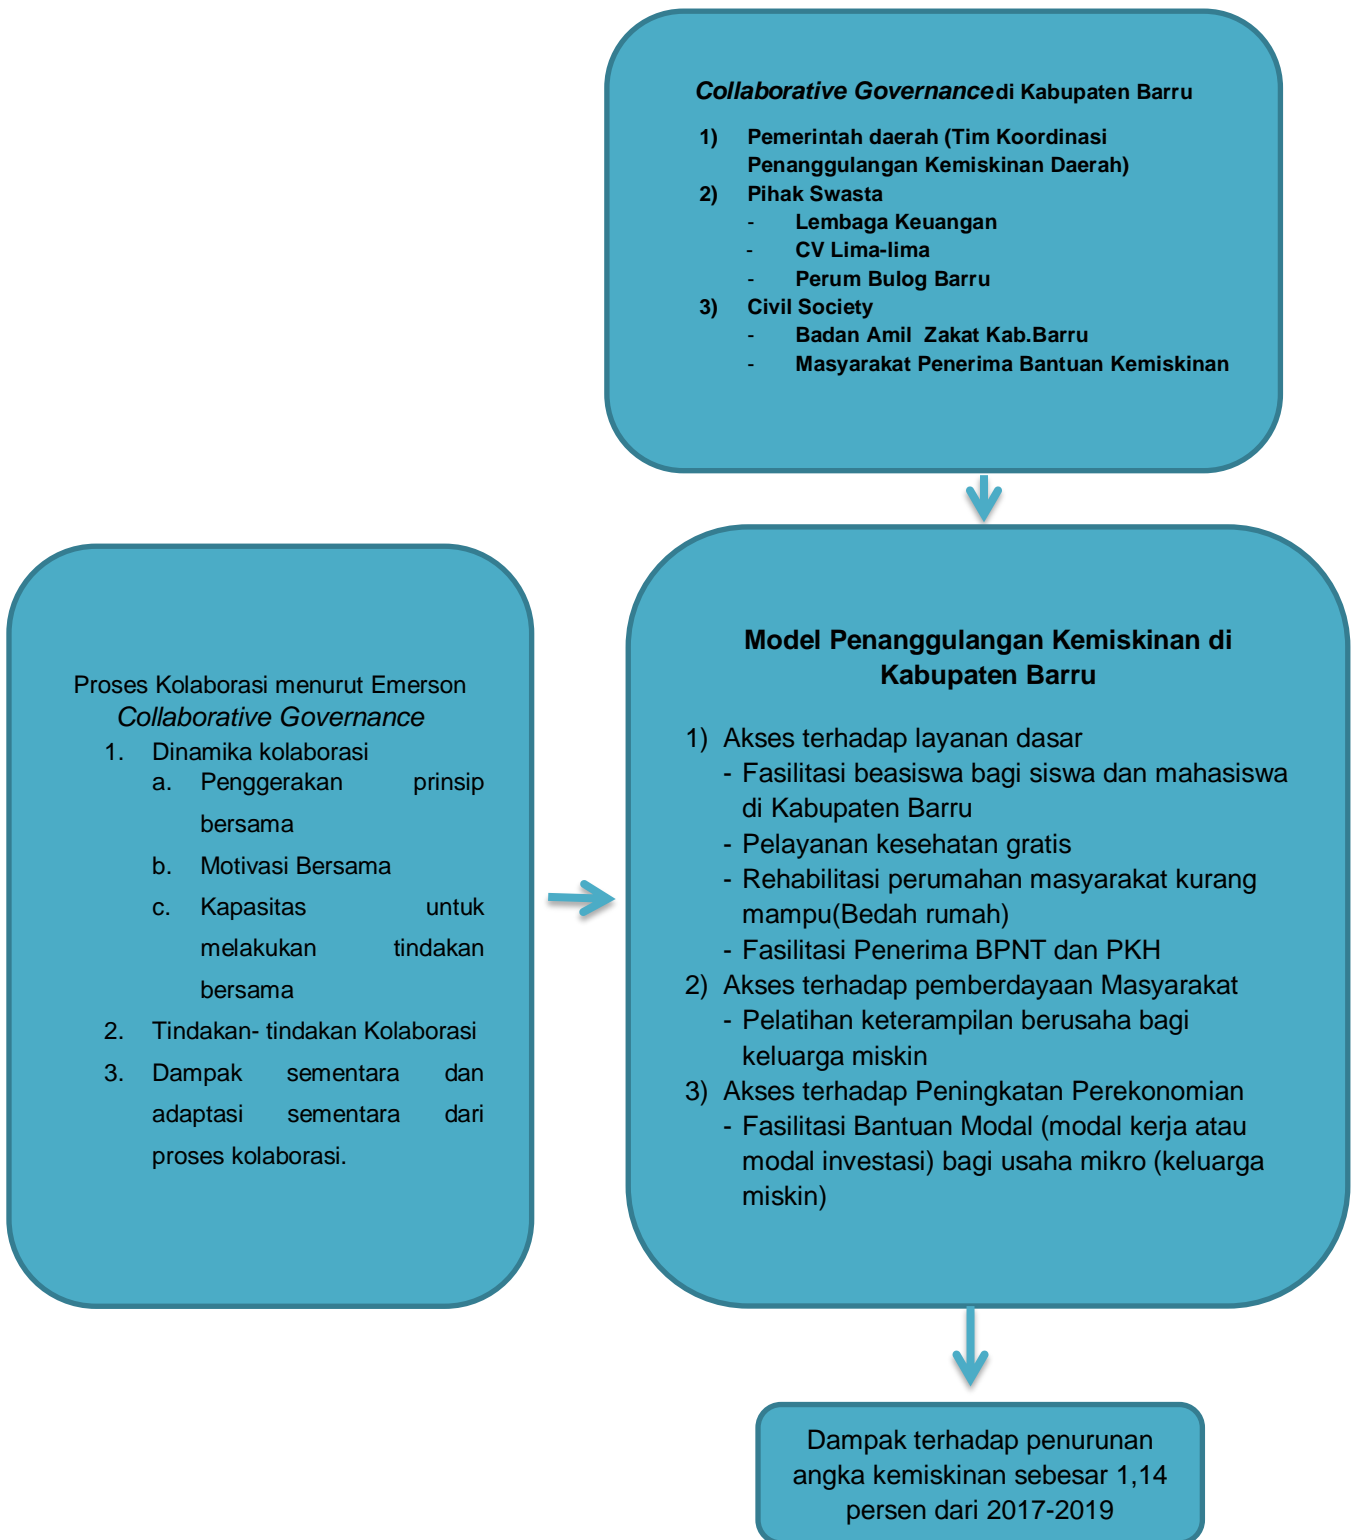 Collaborative Governance di Kabupaten Barru
1) Pemerintah daerah (Tim Koordinasi
Penanggulangan Kemiskinan Daerah)
2) Pihak Swasta
- Lembaga Keuangan
- CV Lima-lima
- Perum Bulog Barru
3) Civil Society
- Badan Amil Zakat Kab.Barru
- Masyarakat Penerima Bantuan Kemiskinan
Proses Kolaborasi menurut Emerson
Collaborative Governance
1. Dinamika kolaborasi
a. Penggerakan prinsip
bersama
b. Motivasi Bersama
c. Kapasitas untuk
melakukan tindakan
bersama
2. Tindakan- tindakan Kolaborasi
3. Dampak sementara dan
adaptasi sementara dari
proses kolaborasi.
Model Penanggulangan Kemiskinan di
Kabupaten Barru
1) Akses terhadap layanan dasar
- Fasilitasi beasiswa bagi siswa dan mahasiswa
di Kabupaten Barru
- Pelayanan kesehatan gratis
- Rehabilitasi perumahan masyarakat kurang
mampu(Bedah rumah)
- Fasilitasi Penerima BPNT dan PKH
2) Akses terhadap pemberdayaan Masyarakat
- Pelatihan keterampilan berusaha bagi
keluarga miskin
3) Akses terhadap Peningkatan Perekonomian
- Fasilitasi Bantuan Modal (modal kerja atau
modal investasi) bagi usaha mikro (keluarga
miskin)
Dampak terhadap penurunan
angka kemiskinan sebesar 1,14
persen dari 2017-2019